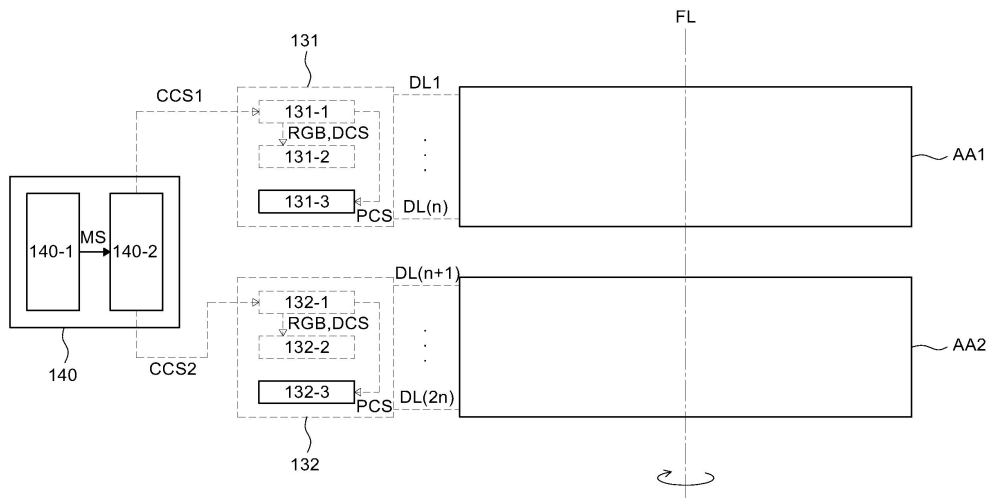 FL
131
DL1
CCS1
131-1
RGB,DCS
131-2
AA1
131-3
DL(n)
PCS
140-1
MS
140-2
DL(n+1)
132-1
RGB,DCS
132-2
AA2
140
CCS2
132-3
DL(2n)
PCS
132